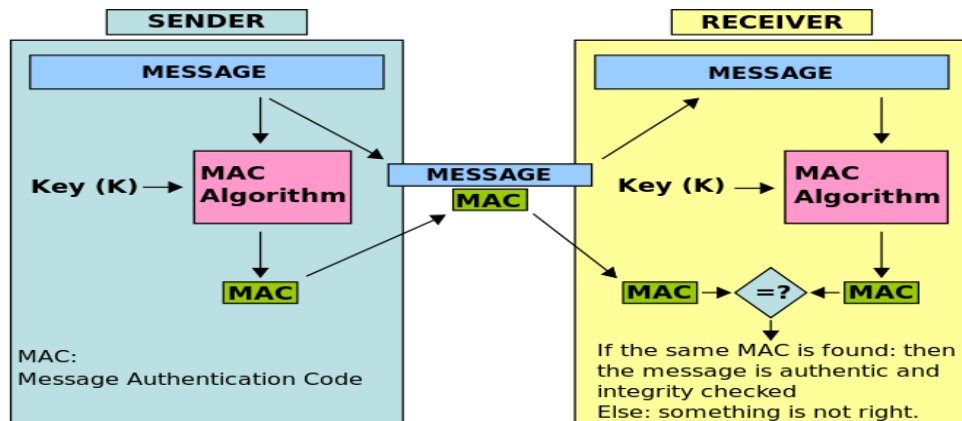 SENDER
MESSAGE
Key (K)
MAC
Algorithm
MAC
MAC:
Message Authentication Code
MESSAGE
MAC
RECEIVER
MESSAGE
Key (K)
MAC
Algorithm
MAC
=?
MAC
If the same MAC is found: then
the message is authentic and
integrity checked
Else: something is not right.